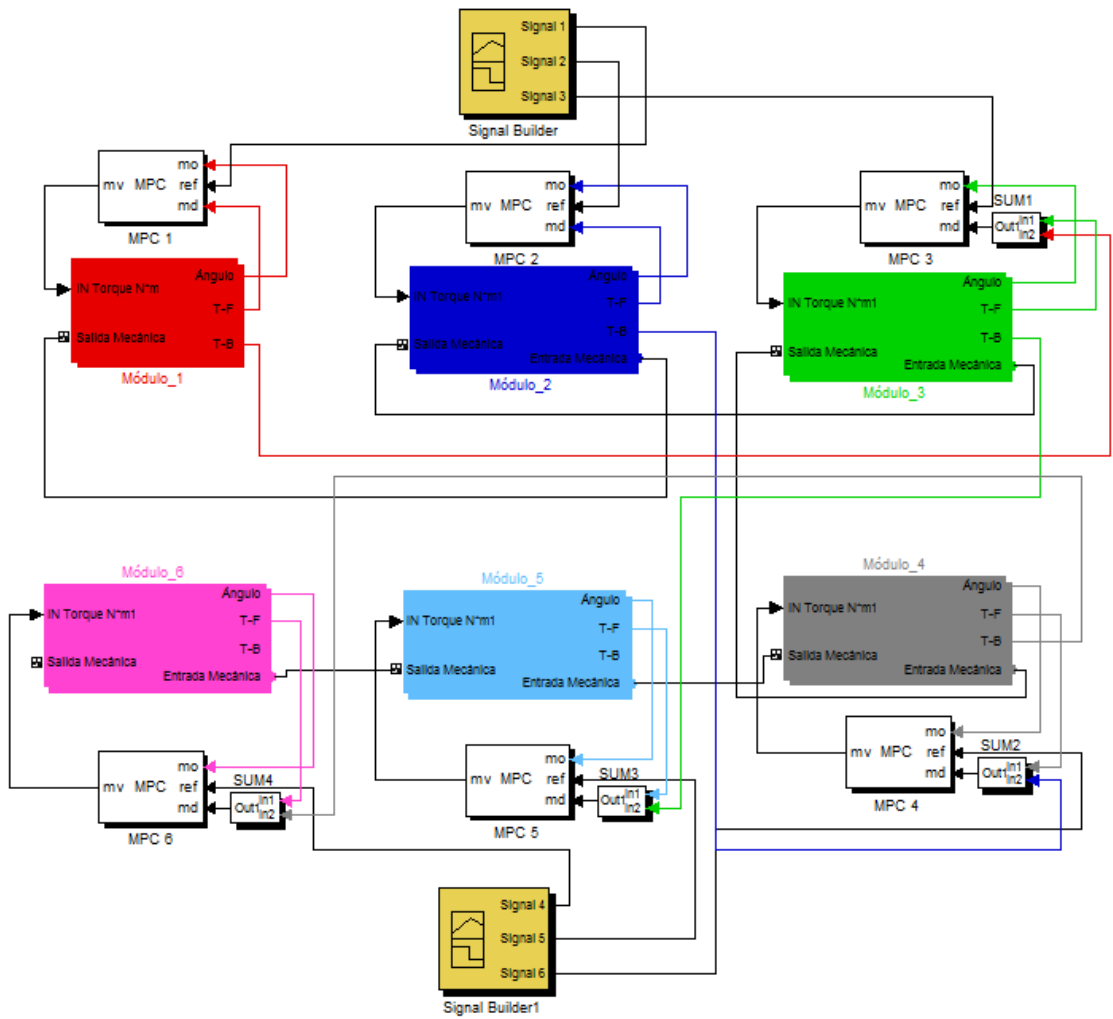 Signal 1
Signal 2
Signal 3
Signal Builder
mv MPC
mo
ref
md
MPC 1
mv MPC
mo
ref
md
MPC 2
mv MPC
mo
ref
md
MPC 3
SUM1
Out1
In1
In2
IN Torque N*m
Salida Mecánica
Ángulo
T-F
T-B
Módulo_1
IN Torque N*m1
Salida Mecánica
Ángulo
T-F
T-B
Entrada Mecánica
Módulo_2
IN Torque N*m1
Salida Mecánica
Ángulo
T-F
T-B
Entrada Mecánica
Módulo_3
Módulo_6
IN Torque N*m1
Salida Mecánica
Ángulo
T-F
T-B
Entrada Mecánica
Módulo_5
IN Torque N*m1
Salida Mecánica
Ángulo
T-F
T-B
Entrada Mecánica
Módulo_4
IN Torque N*m1
Salida Mecánica
Ángulo
T-F
T-B
Entrada Mecánica
mv MPC
mo
ref
md
MPC 6
SUM4
Out1
In1
In2
mv MPC
mo
ref
md
MPC 5
SUM3
Out1
In1
In2
mv MPC
mo
ref
md
MPC 4
SUM2
Out1
In1
In2
Signal 4
Signal 5
Signal 6
Signal Builder1